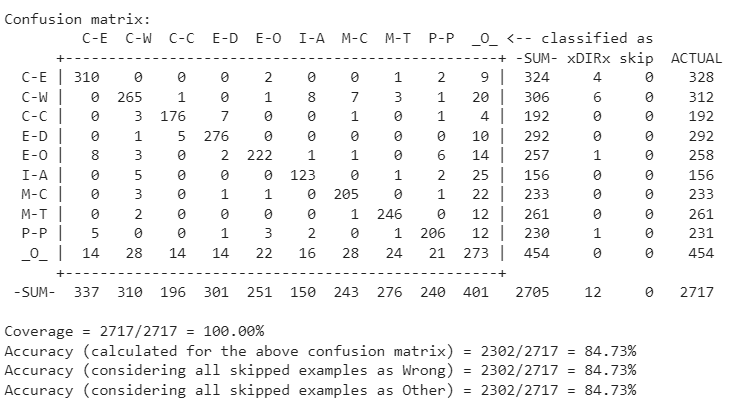 Confusion matrix:
        C-E  C-W  C-C  E-D  E-O  I-A  M-C  M-T  P-P  _O_ <-- classified as
      +--------------------------------------------------+ -SUM- xDIRx skip  ACTUAL
 C-E | 310    0    0    0    2    0    0    1    2    9 |  324    4    0    328
 C-W |   0  265    1    0    1    8    7    3    1   20 |  306    6    0    312
 C-C |   0    3  176    7    0    0    1    0    1    4 |  192    0    0    192
 E-D |   0    1    5  276    0    0    0    0    0   10 |  292    0    0    292
 E-O |   8    3    0    2  222    1    1    0    6   14 |  257    1    0    258
 I-A |   0    5    0    0    0  123    0    1    2   25 |  156    0    0    156
 M-C |   0    3    0    1    1    0  205    0    1   22 |  233    0    0    233
 M-T |   0    2    0    0    0    0    1  246    0   12 |  261    0    0    261
 P-P |   5    0    0    1    3    2    0    1  206   12 |  230    1    0    231
 _O_ |  14   28   14   14   22   16   28   24   21  273 |  454    0    0    454
      +--------------------------------------------------+
 -SUM-  337  310  196  301  251  150  243  276  240  401   2705   12    0   2717
Coverage = 2717/2717 = 100.00%
Accuracy (calculated for the above confusion matrix) = 2302/2717 = 84.73%
Accuracy (considering all skipped examples as Wrong) = 2302/2717 = 84.73%
Accuracy (considering all skipped examples as Other) = 2302/2717 = 84.73%